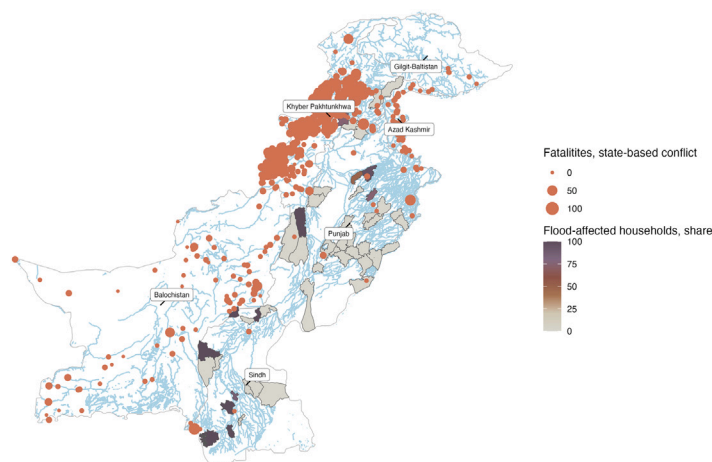 Gilgit-Baltistan
Khyber Pakhtunkhwa
Azad Kashmir
Punjab
Balochistan
Sindh
Fatalitites, state-based conflict
0
50
100
Flood-affected households, share
100
75
50
25
0